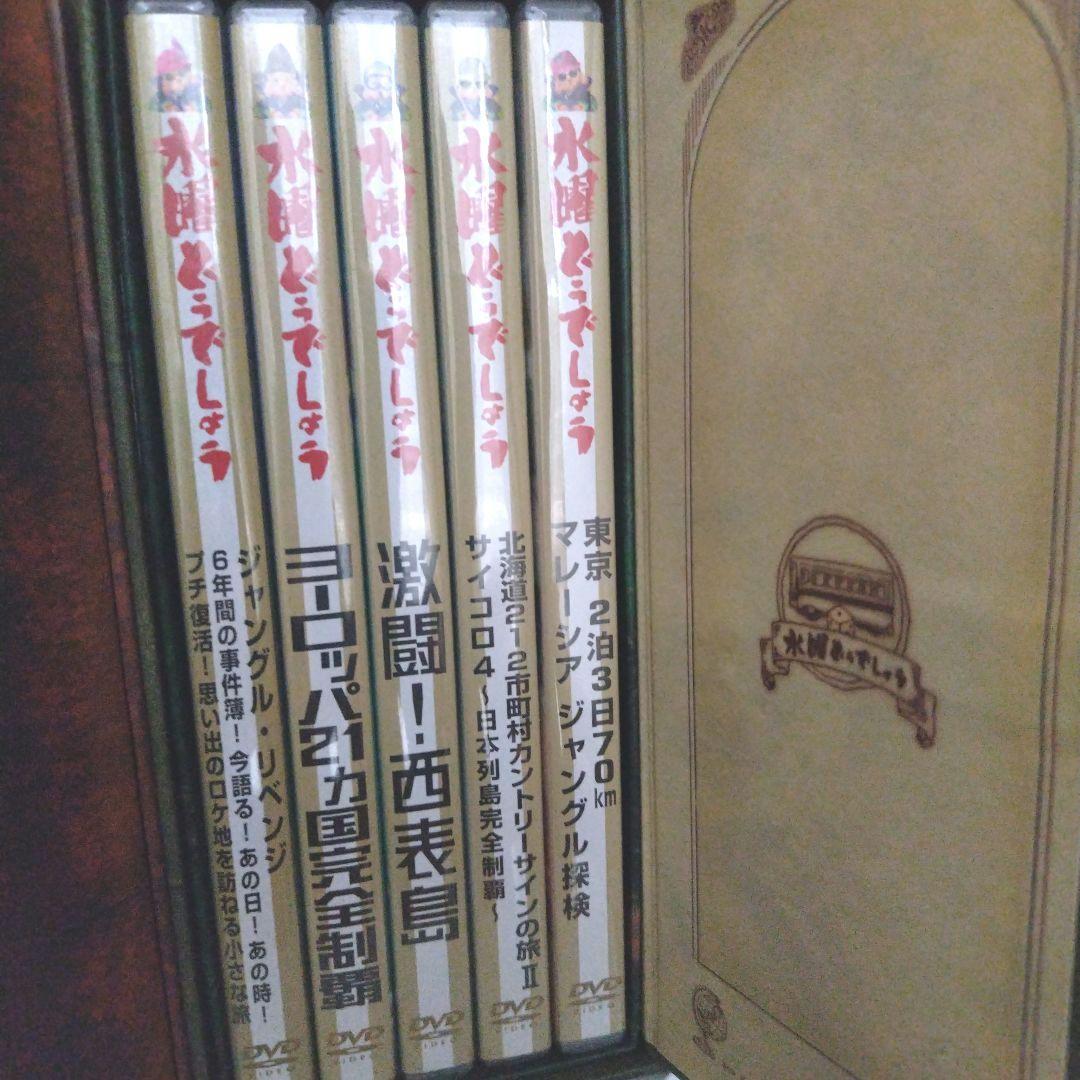 水曜どうでしょう
ジャングル・リベンジ
6年間の事件簿!今語る!あの日!あの時!
プチ復活!思い出のロケ地を訪ねる小さな旅
DVD
VIDEO
水曜どうでしょう
ヨーロッパ21ヵ国完全制覇
DVD
VIDEO
水曜どうでしょう
激闘!西表島
DVD
VIDEO
水曜どうでしょう
北海道212市町村カントリーサインの旅Ⅱ
サイコロ4〜日本列島完全制覇〜
DVD
VIDEO
水曜どうでしょう
東京 2泊3日70km
マレーシア ジャングル探検
DVD
VIDEO
水曜どうでしょう